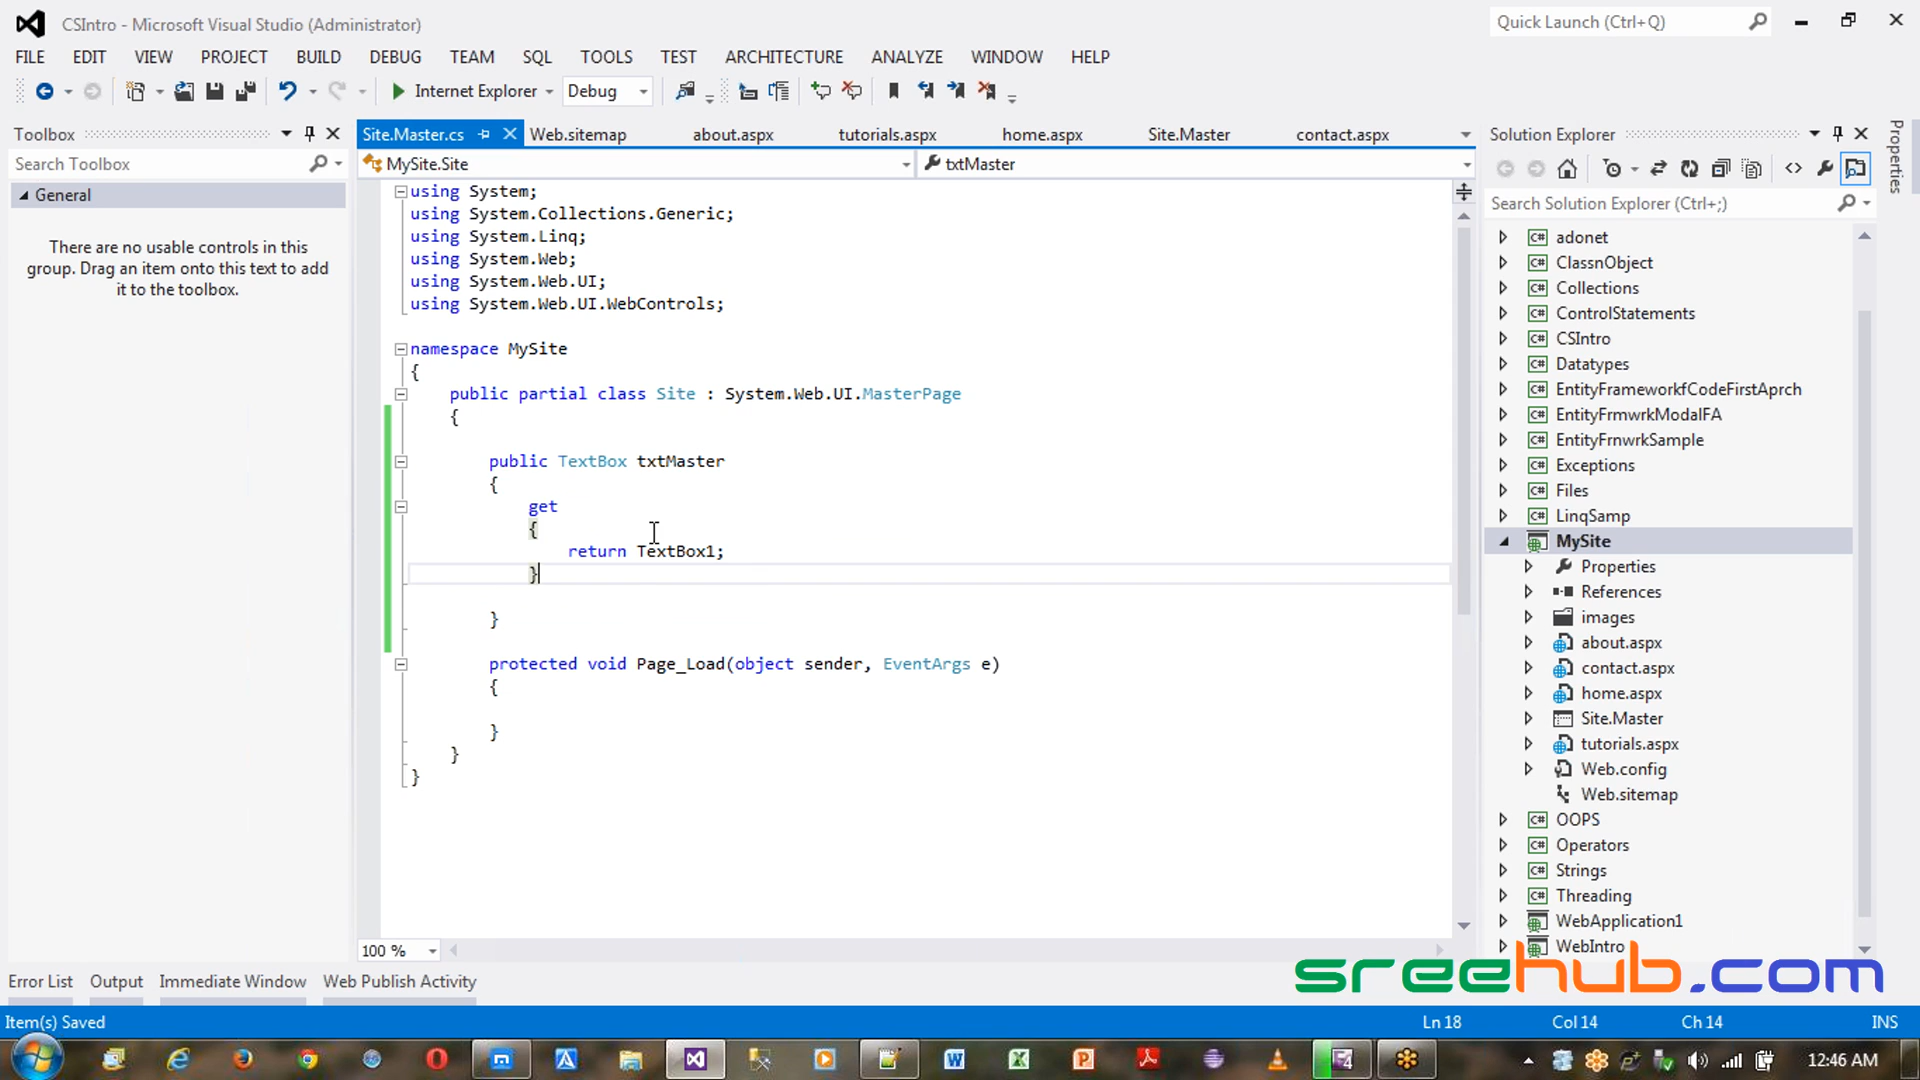 CSIntro - Microsoft Visual Studio (Administrator)
Quick Launch (Ctrl+Q)
FILE EDIT VIEW PROJECT BUILD DEBUG TEAM SQL TOOLS TEST ARCHITECTURE ANALYZE WINDOW HELP
Internet Explorer Debug
Toolbox
Search Toolbox
General
There are no usable controls in this
group. Drag an item onto this text to add
it to the toolbox.
Site.Master.cs Web.sitemap about.aspx tutorials.aspx home.aspx Site.Master contact.aspx
MySite.Site txtMaster
using System;
using System.Collections.Generic;
using System.Linq;
using System.Web;
using System.Web.UI;
using System.Web.UI.WebControls;
namespace MySite
{
public partial class Site : System.Web.UI.MasterPage
{
public TextBox txtMaster
{
get
{
return TextBox1;
}
}
protected void Page_Load(object sender, EventArgs e)
{
}
}
}
100 %
Solution Explorer
Search Solution Explorer (Ctrl+;)
C# adonet
C# ClassnObject
C# Collections
C# ControlStatements
C# CSIntro
C# Datatypes
C# EntityFrameworkfCodeFirstAprch
C# EntityFrmwrkModalFA
C# EntityFrnwrkSample
C# Exceptions
C# Files
C# LinqSamp
MySite
Properties
References
images
about.aspx
contact.aspx
home.aspx
Site.Master
tutorials.aspx
Web.config
Web.sitemap
C# OOPS
C# Operators
C# Strings
C# Threading
WebApplication1
WebIntro
Properties
sreehub.com
Error List Output Immediate Window Web Publish Activity
Item(s) Saved Ln 18 Col 14 Ch 14 INS
12:46 AM